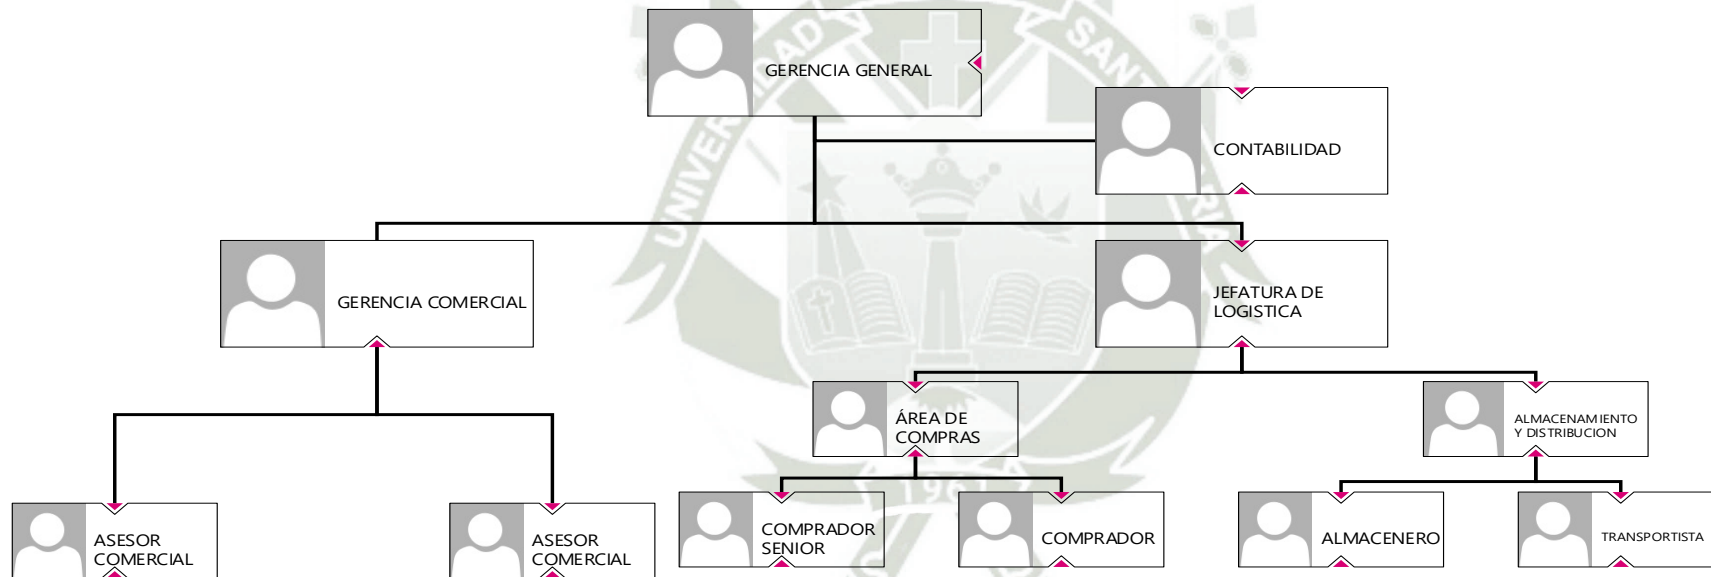 GERENCIA GENERAL
CONTABILIDAD
GERENCIA COMERCIAL
JEFATURA DE
LOGISTICA
ÁREA DE
COMPRAS
ALMACENAMIENTO
Y DISTRIBUCION
ASESOR
COMERCIAL
ASESOR
COMERCIAL
COMPRADOR
SENIOR
COMPRADOR
ALMACENERO
TRANSPORTISTA
1961